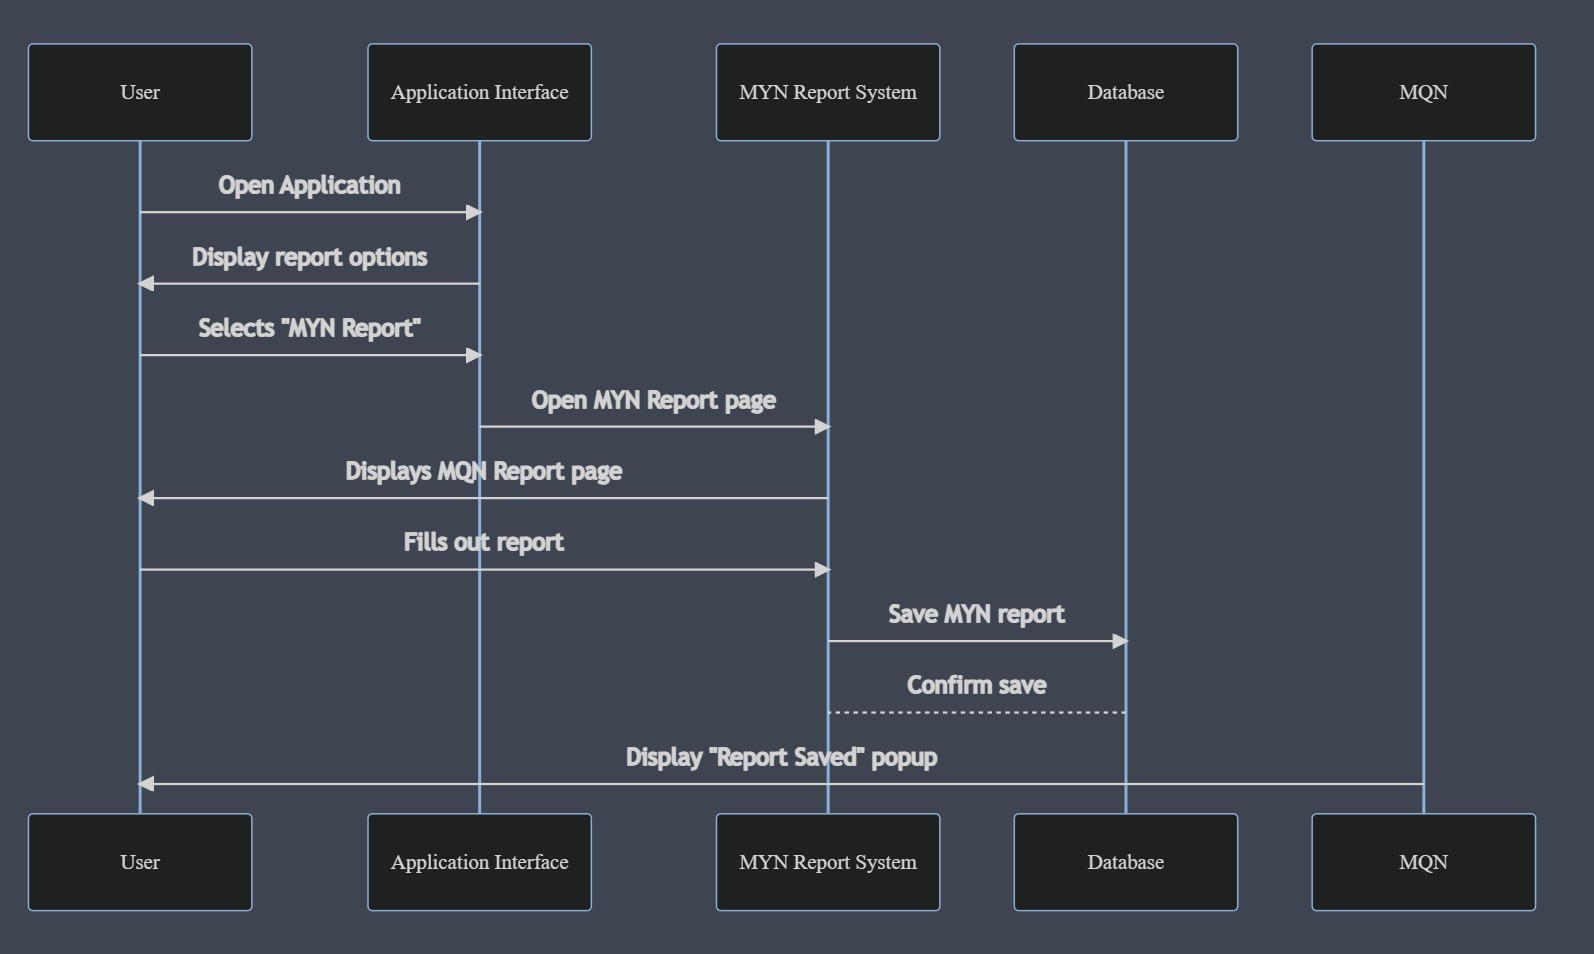 User
Application Interface
MYN Report System
Database
MQN
Open Application
Display report options
Selects "MYN Report"
Open MYN Report page
Displays MQN Report page
Fills out report
Save MYN report
Confirm save
Display "Report Saved" popup
User
Application Interface
MYN Report System
Database
MQN